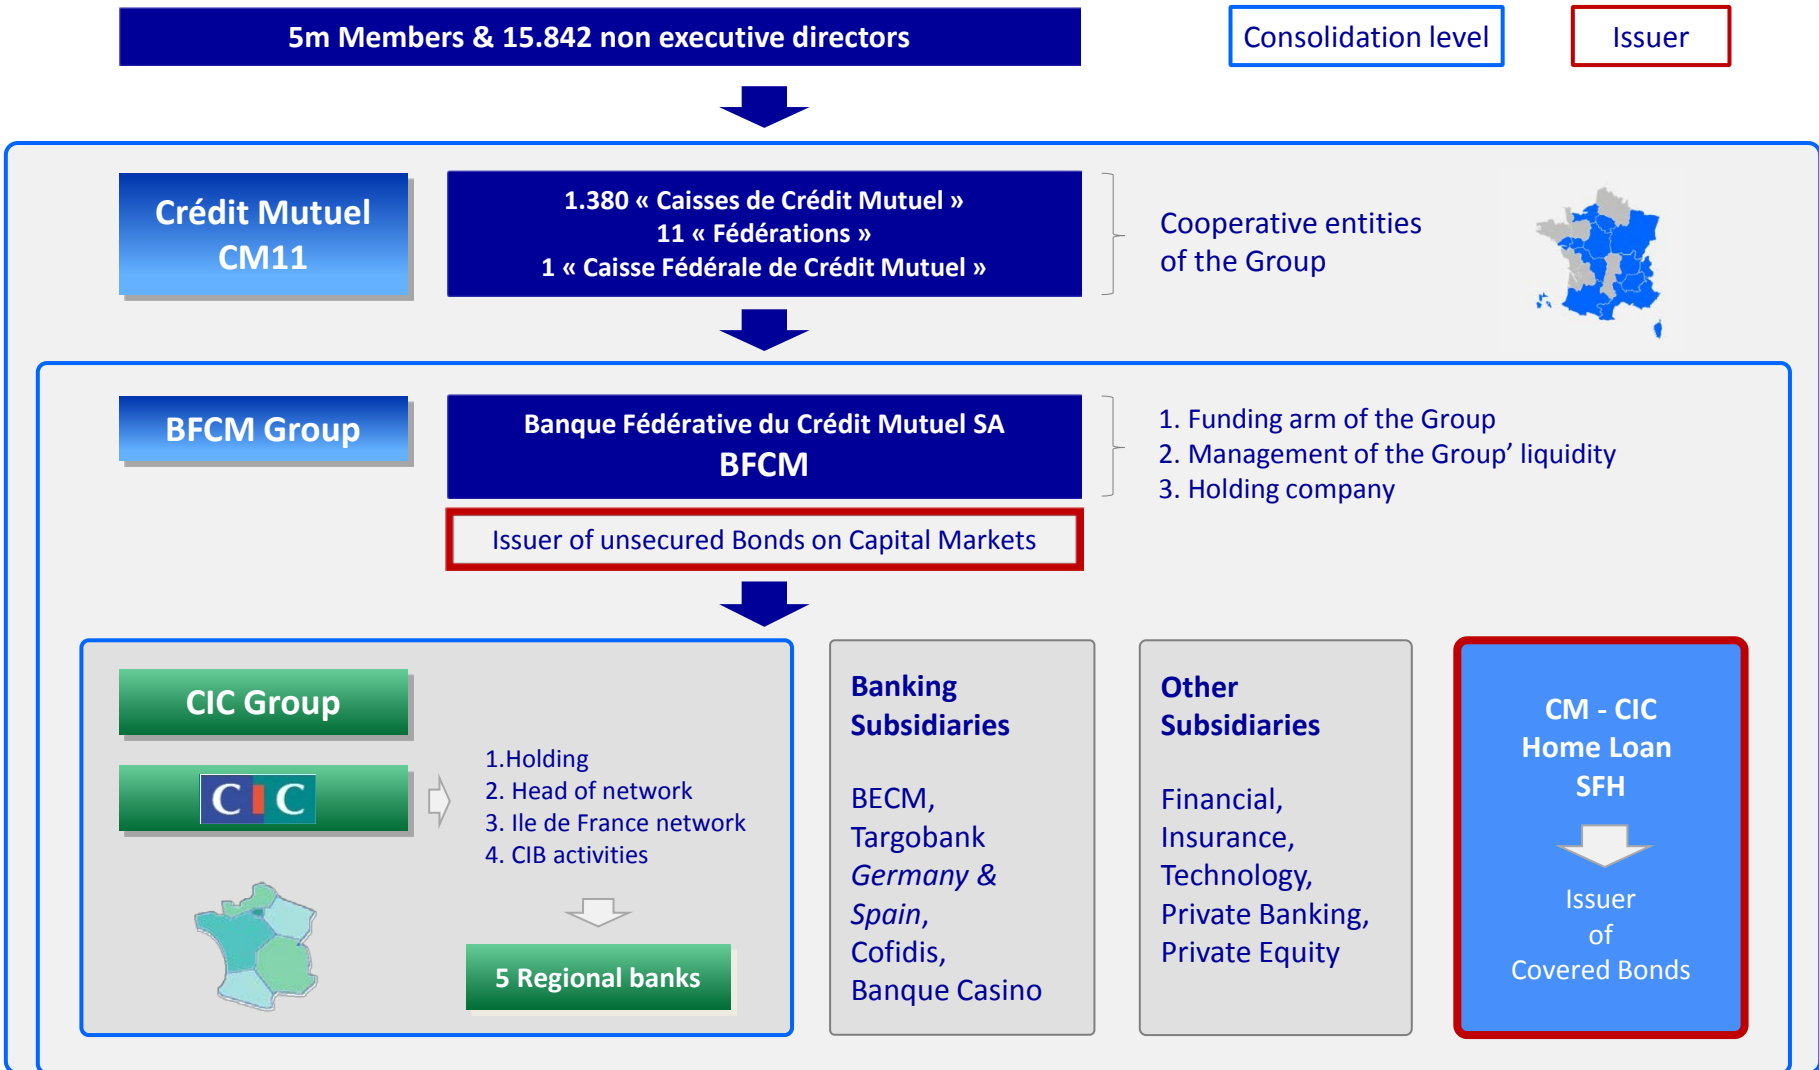 5m Members & 15.842 non executive directors
Consolidation level
Issuer
Crédit Mutuel
CM11
1.380 « Caisses de Crédit Mutuel »
11 « Fédérations »
1 « Caisse Fédérale de Crédit Mutuel »
Cooperative entities
of the Group
BFCM Group
Banque Fédérative du Crédit Mutuel SA
BFCM
1. Funding arm of the Group
2. Management of the Group’ liquidity
3. Holding company
Issuer of unsecured Bonds on Capital Markets
CIC Group
CIC
1.Holding
2. Head of network
3. Ile de France network
4. CIB activities
5 Regional banks
Banking
Subsidiaries
BECM,
Targobank
Germany &
Spain,
Cofidis,
Banque Casino
Other
Subsidiaries
Financial,
Insurance,
Technology,
Private Banking,
Private Equity
CM - CIC
Home Loan
SFH
Issuer
of
Covered Bonds